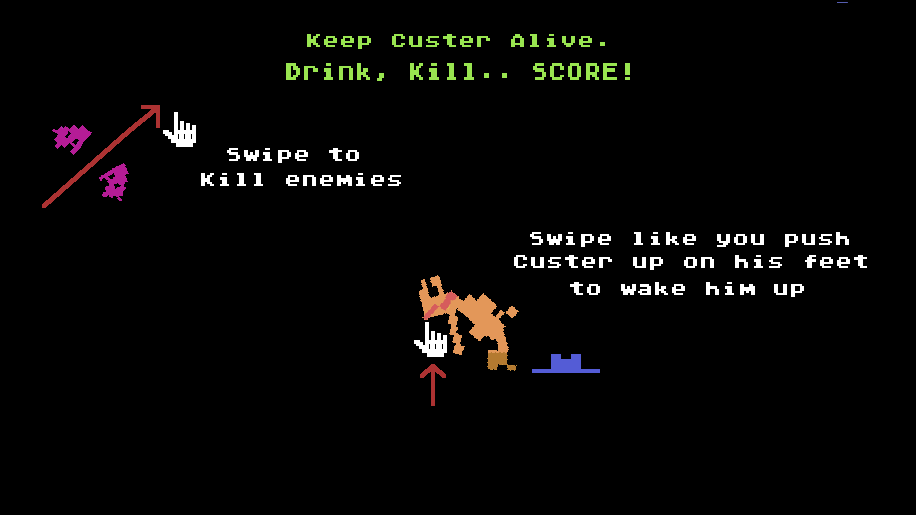 Keep Custer Alive.
Drink, Kill.. SCORE!
Swipe to
Kill enemies
Swipe like you push
Custer up on his feet
to wake him up